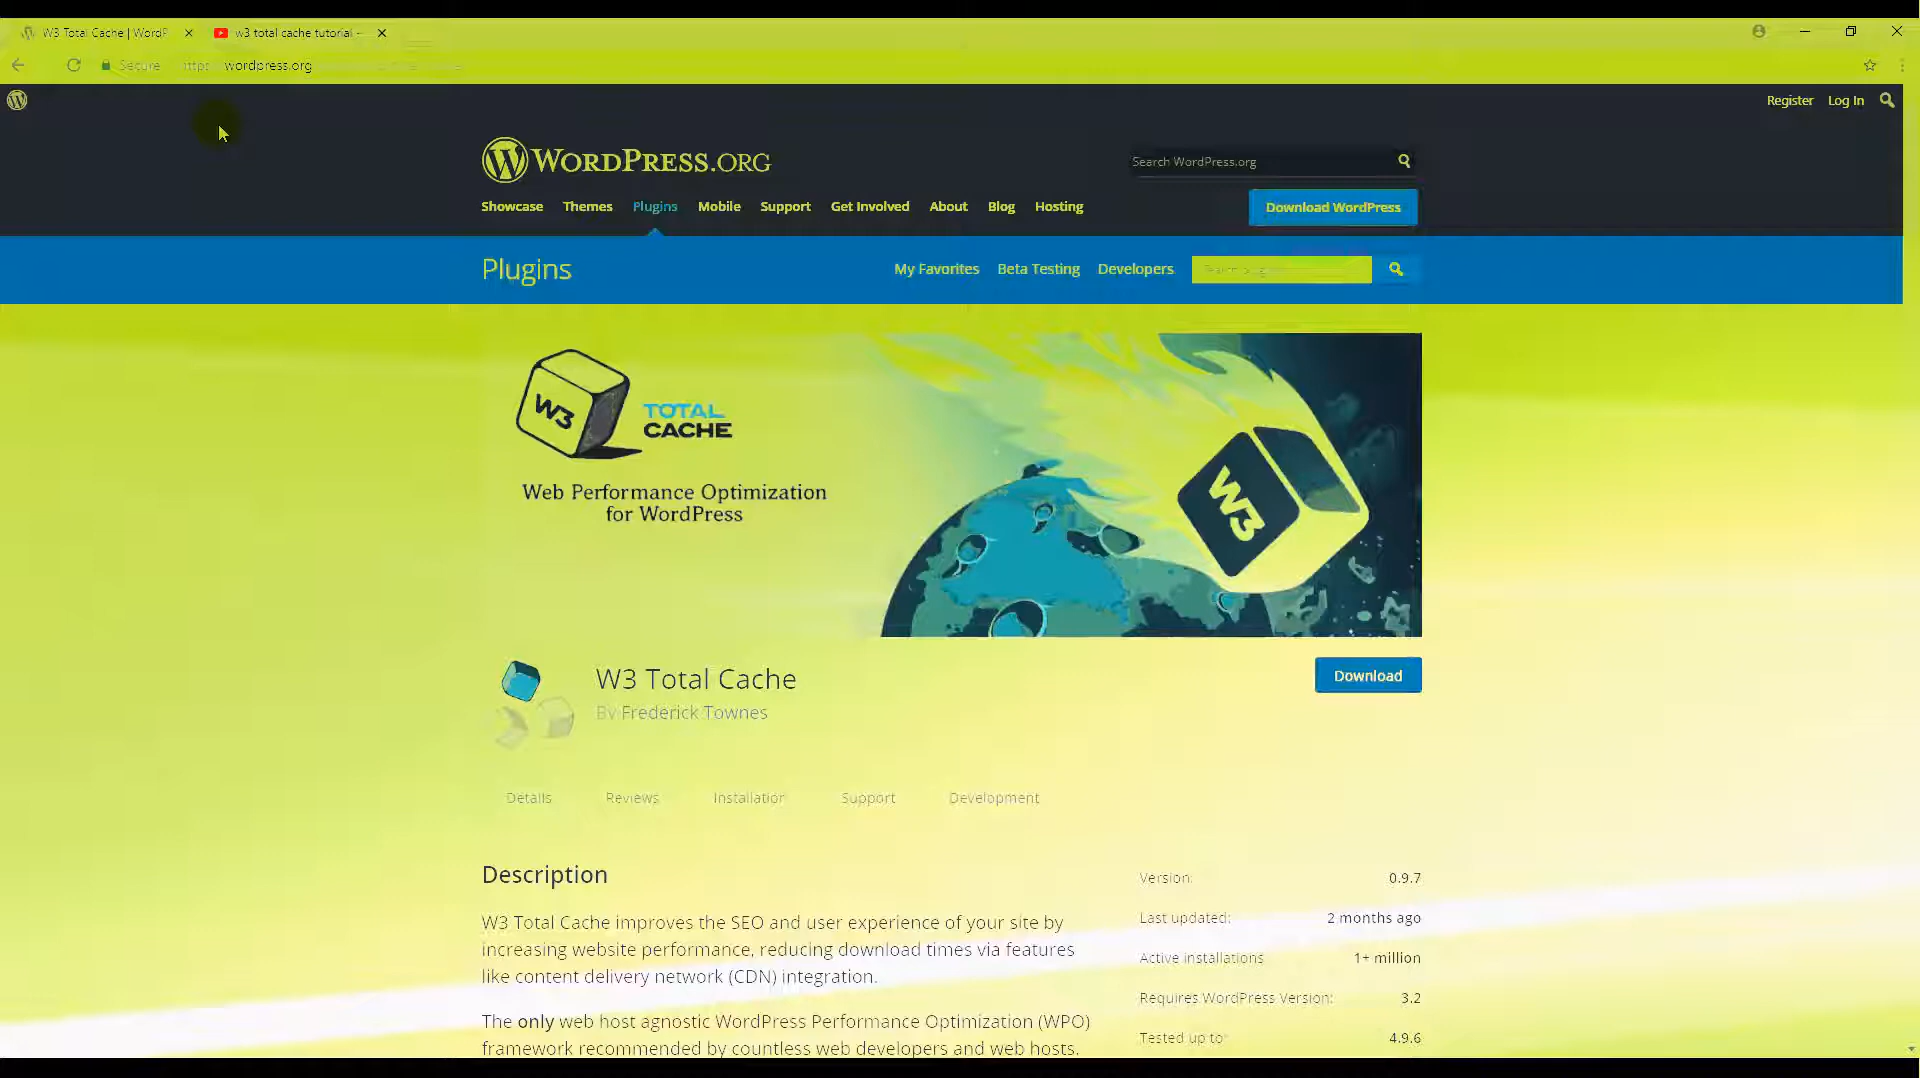 W3 Total Cache | WordP
w3 total cache tutorial -
Secure
wordpress.org
Register
Log In
WORDPRESS.ORG
Search WordPress.org
Showcase
Themes
Plugins
Mobile
Support
Get Involved
About
Blog
Hosting
Download WordPress
Plugins
My Favorites
Beta Testing
Developers
W3
TOTAL
CACHE
Web Performance Optimization
for WordPress
W3
W3 Total Cache
By Frederick Townes
Download
Details
Reviews
Installation
Support
Development
Description
W3 Total Cache improves the SEO and user experience of your site by
increasing website performance, reducing download times via features
like content delivery network (CDN) integration.
The only web host agnostic WordPress Performance Optimization (WPO)
framework recommended by countless web developers and web hosts.
Version: 0.9.7
Last updated: 2 months ago
Active installations 1+ million
Requires WordPress Version: 3.2
Tested up to: 4.9.6